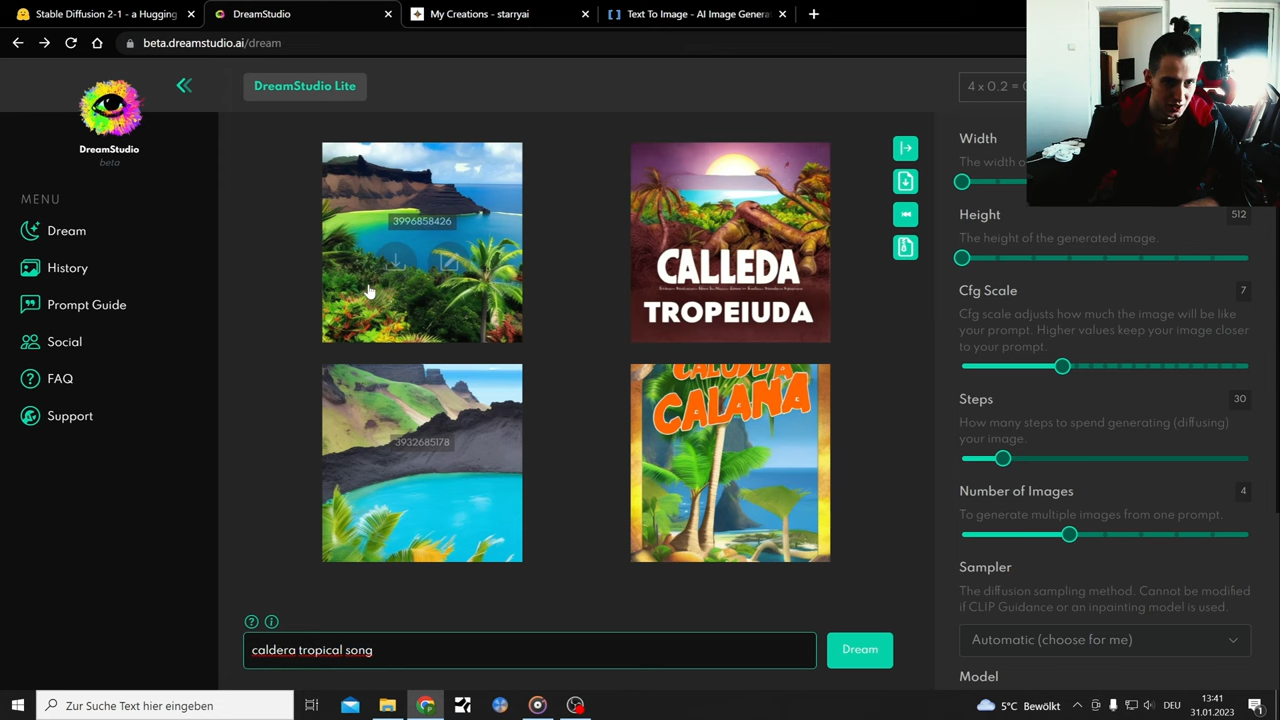 Stable Diffusion 2-1 - a Hugging
DreamStudio
My Creations - starryai
Text To Image - AI Image Genera
beta.dreamstudio.ai/dream
DreamStudio
beta
MENU
Dream
History
Prompt Guide
Social
FAQ
Support
DreamStudio Lite
3996858426
CALLEDA
TROPEIUDA
3932685178
CALANA
caldera tropical song
Dream
4 x 0.2 =
Width
The width o
Height
512
The height of the generated image.
Cfg Scale
7
Cfg scale adjusts how much the image will be like
your prompt. Higher values keep your image closer
to your prompt.
Steps
30
How many steps to spend generating (diffusing)
your image.
Number of Images
4
To generate multiple images from one prompt.
Sampler
The diffusion sampling method. Cannot be modified
if CLIP Guidance or an inpainting model is used.
Automatic (choose for me)
Model
Zur Suche Text hier eingeben
5°C Bewölkt
DEU
13:41
31.01.2023